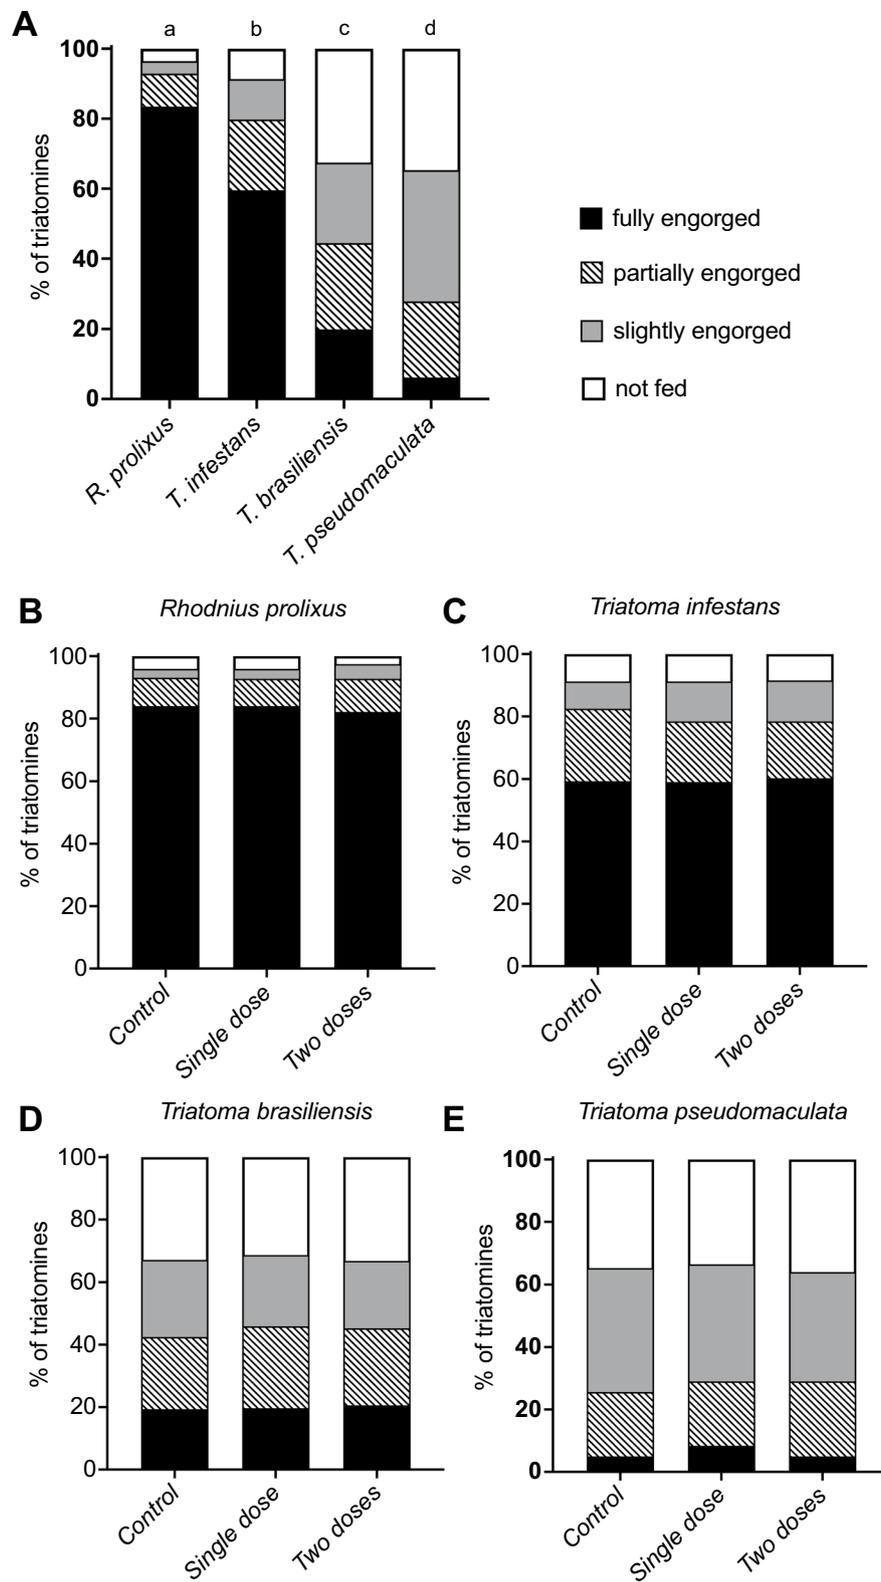 A
a b c d
100
80
60
40
20
0
% of triatomines
R. prolixus
T. infestans
T. brasiliensis
T. pseudomaculata
fully engorged
partially engorged
slightly engorged
not fed
B
Rhodnius prolixus
100
80
60
40
20
0
% of triatomines
Control
Single dose
Two doses
C
Triatoma infestans
100
80
60
40
20
0
% of triatomines
Control
Single dose
Two doses
D
Triatoma brasiliensis
100
80
60
40
20
0
% of triatomines
Control
Single dose
Two doses
E
Triatoma pseudomaculata
100
80
60
40
20
0
% of triatomines
Control
Single dose
Two doses